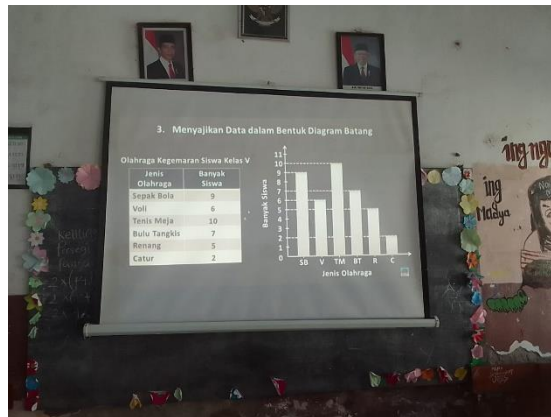 3. Menyajikan Data dalam Bentuk Diagram Batang
Olahraga Kegemaran Siswa Kelas V
Jenis Olahraga Banyak Siswa
Sepak Bola 9
Voli 6
Tenis Meja 10
Bulu Tangkis 7
Renang 5
Catur 2
Banyak Siswa
11
10
9
8
7
6
5
4
3
2
1
0
SB V TM BT R C
Jenis Olahraga
ing
Madya